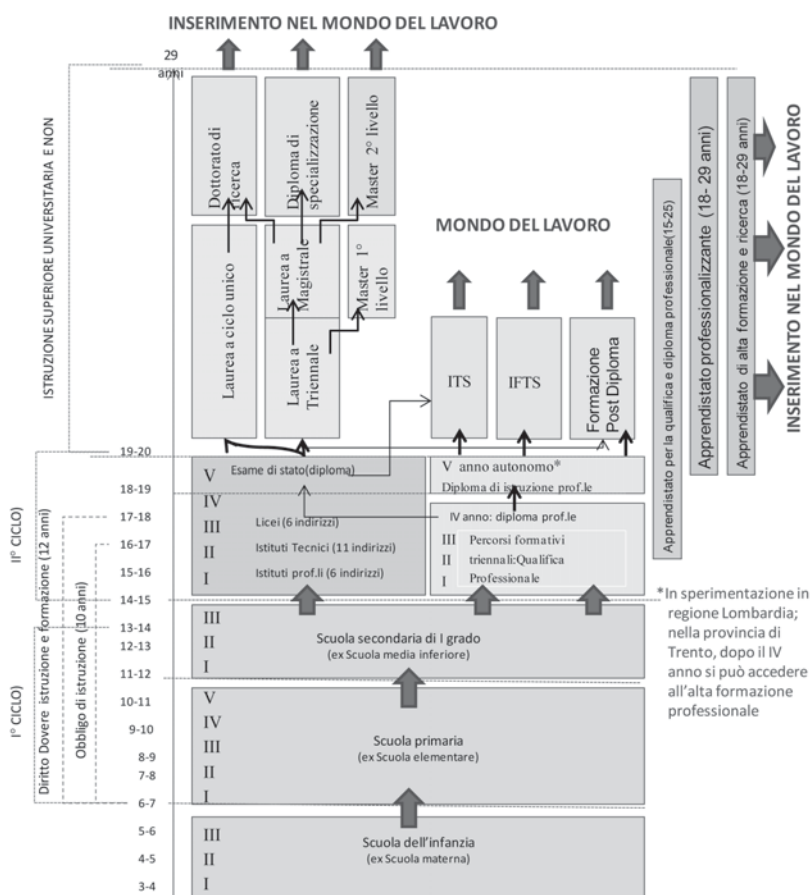 INSERIMENTO NEL MONDO DEL LAVORO
29
anni
ISTRUZIONE SUPERIORE UNIVERSITARIA E NON
Dottorato di
ricerca
Diploma di
specializzazione
Master 2° livello
Laurea a ciclo unico
Laurea a
Magistrale
Laurea a
Triennale
Master 1°
livello
MONDO DEL LAVORO
ITS
IFTS
Formazione
Post Diploma
Apprendistato per la qualifica e diploma professionale(15-25)
Apprendistato professionalizzante (18- 29 anni)
Apprendistato di alta formazione e ricerca (18-29 anni)
INSERIMENTO NEL MONDO DEL LAVORO
II° CICLO)
Diritto Dovere istruzione e formazione (12 anni)
Obbligo di istruzione (10 anni)
I° CICLO)
19-20
18-19
17-18
16-17
15-16
14-15
13-14
12-13
11-12
10-11
9-10
8-9
7-8
6-7
5-6
4-5
3-4
V Esame di stato(diploma)
IV
III Licei (6 indirizzi)
II Istituti Tecnici (11 indirizzi)
I Istituti prof.li (6 indirizzi)
V anno autonomo*
Diploma di istruzione prof.le
IV anno: diploma prof.le
III Percorsi formativi
II triennali:Qualifica
I Professionale
*In sperimentazione in
regione Lombardia;
nella provincia di
Trento, dopo il IV
anno si può accedere
all'alta formazione
professionale
III
II
I
Scuola secondaria di I grado
(ex Scuola media inferiore)
V
IV
III
II
I
Scuola primaria
(ex Scuola elementare)
III
II
I
Scuola dell'infanzia
(ex Scuola materna)